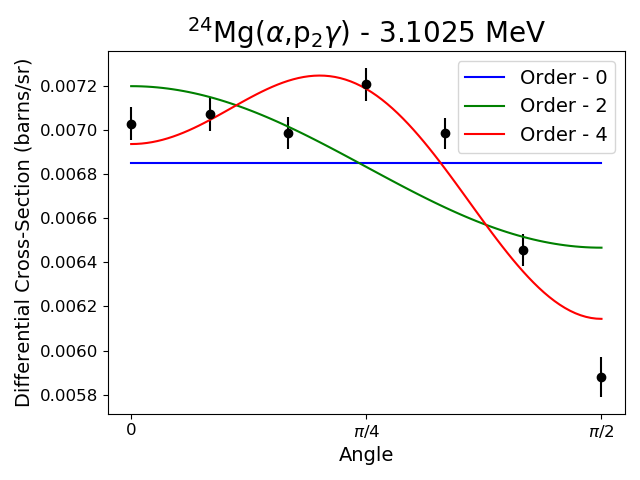 ²⁴Mg(α,p₂γ) - 3.1025 MeV
Order - 0
Order - 2
Order - 4
Differential Cross-Section (barns/sr)
0.0072
0.0070
0.0068
0.0066
0.0064
0.0062
0.0060
0.0058
0 π/4 π/2
Angle